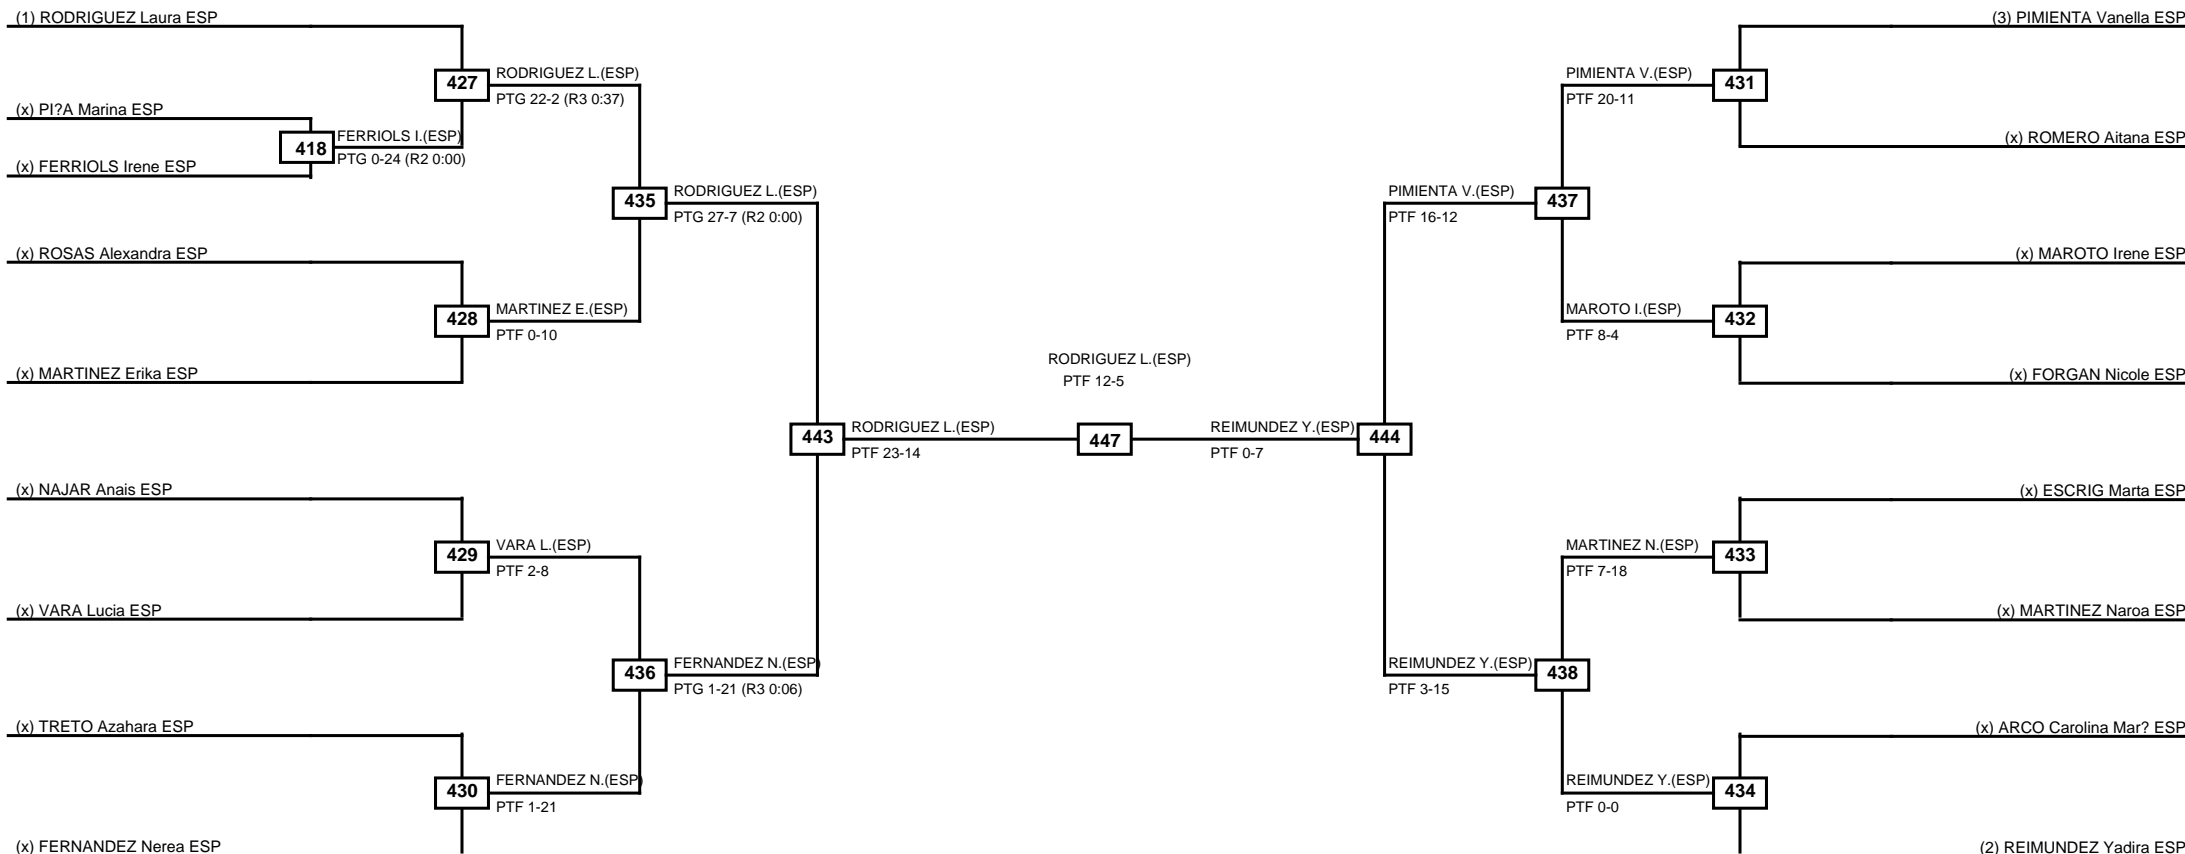 (1) RODRIGUEZ Laura ESP
(x) PI?A Marina ESP
(x) FERRIOLS Irene ESP
(x) ROSAS Alexandra ESP
(x) MARTINEZ Erika ESP
(x) NAJAR Anais ESP
(x) VARA Lucia ESP
(x) TRETO Azahara ESP
(x) FERNANDEZ Nerea ESP
418
FERRIOLS I.(ESP)
PTG 0-24 (R2 0:00)
427
RODRIGUEZ L.(ESP)
PTG 22-2 (R3 0:37)
428
MARTINEZ E.(ESP)
PTF 0-10
429
VARA L.(ESP)
PTF 2-8
430
FERNANDEZ N.(ESP)
PTF 1-21
435
RODRIGUEZ L.(ESP)
PTG 27-7 (R2 0:00)
436
FERNANDEZ N.(ESP)
PTG 1-21 (R3 0:06)
443
RODRIGUEZ L.(ESP)
PTF 23-14
RODRIGUEZ L.(ESP)
PTF 12-5
447
REIMUNDEZ Y.(ESP)
PTF 0-7
444
PIMIENTA V.(ESP)
PTF 16-12
437
REIMUNDEZ Y.(ESP)
PTF 3-15
438
PIMIENTA V.(ESP)
PTF 20-11
431
MAROTO I.(ESP)
PTF 8-4
432
MARTINEZ N.(ESP)
PTF 7-18
433
REIMUNDEZ Y.(ESP)
PTF 0-0
434
(3) PIMIENTA Vanella ESP
(x) ROMERO Aitana ESP
(x) MAROTO Irene ESP
(x) FORGAN Nicole ESP
(x) ESCRIG Marta ESP
(x) MARTINEZ Naroa ESP
(x) ARCO Carolina Mar? ESP
(2) REIMUNDEZ Yadira ESP